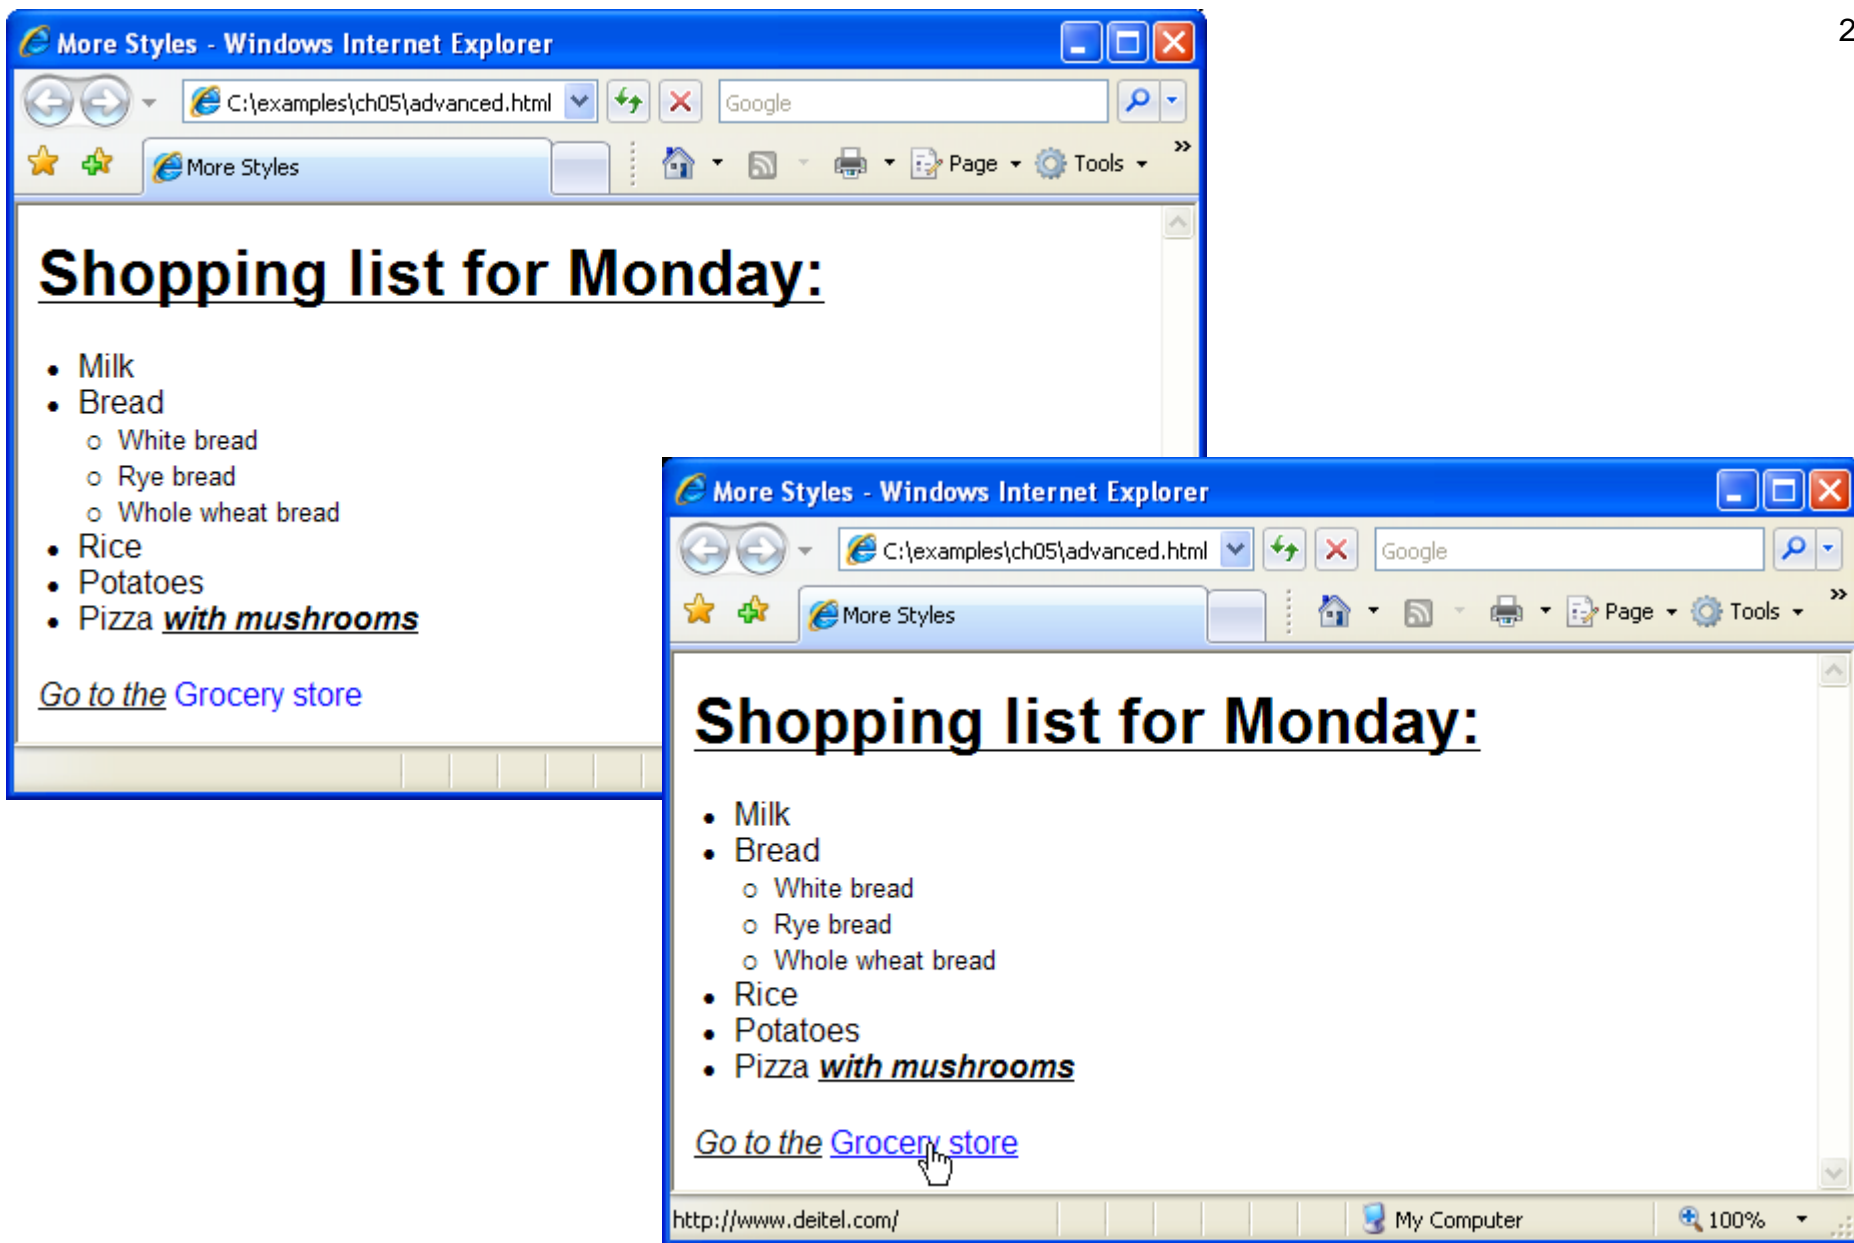 2
More Styles - Windows Internet Explorer
C:\examples\ch05\advanced.html
Google
More Styles
Page
Tools
»
Shopping list for Monday:
• Milk
• Bread
o White bread
o Rye bread
o Whole wheat bread
• Rice
• Potatoes
• Pizza with mushrooms
Go to the Grocery store
More Styles - Windows Internet Explorer
C:\examples\ch05\advanced.html
Google
More Styles
Page
Tools
»
Shopping list for Monday:
• Milk
• Bread
o White bread
o Rye bread
o Whole wheat bread
• Rice
• Potatoes
• Pizza with mushrooms
Go to the Grocery store
http://www.deitel.com/
My Computer
100%